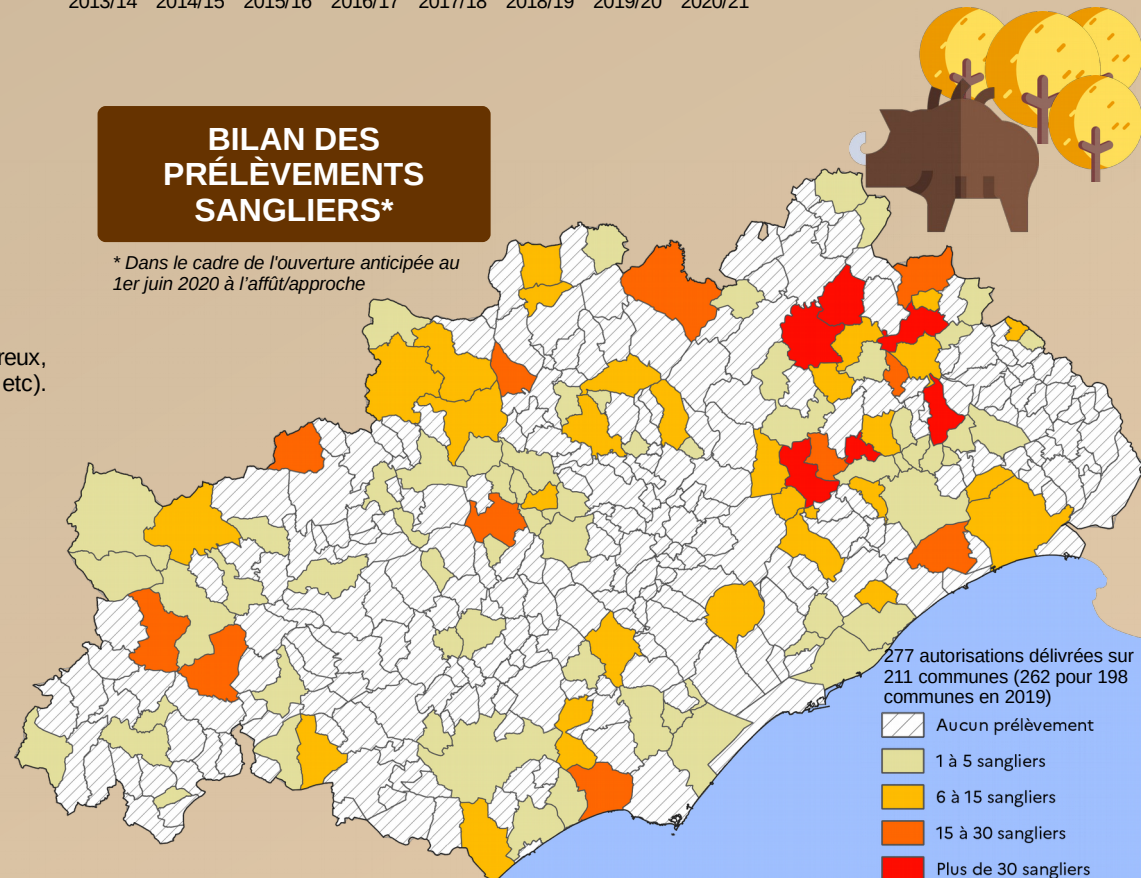 2013/14 2014/15 2015/16 2016/17 2017/18 2018/19 2019/20 2020/21
BILAN DES
PRÉLÈVEMENTS
SANGLIERS*
* Dans le cadre de l'ouverture anticipée au
1er juin 2020 à l'affût/approche
reux,
etc).
277 autorisations délivrées sur
211 communes (262 pour 198
communes en 2019)
Aucun prélèvement
1 à 5 sangliers
6 à 15 sangliers
15 à 30 sangliers
Plus de 30 sangliers